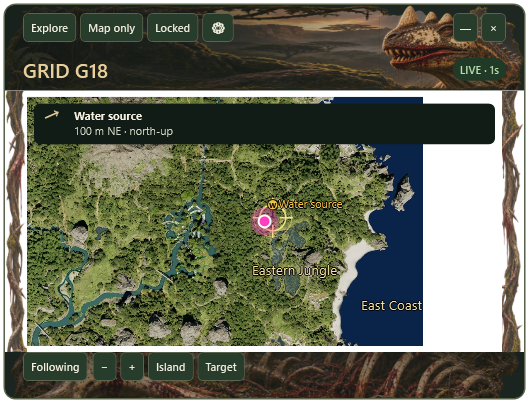 Explore Map only Locked — ×
GRID G18
LIVE · 1s
Water source
100 m NE · north-up
W Water source
Eastern Jungle
East Coast
Following − + Island Target